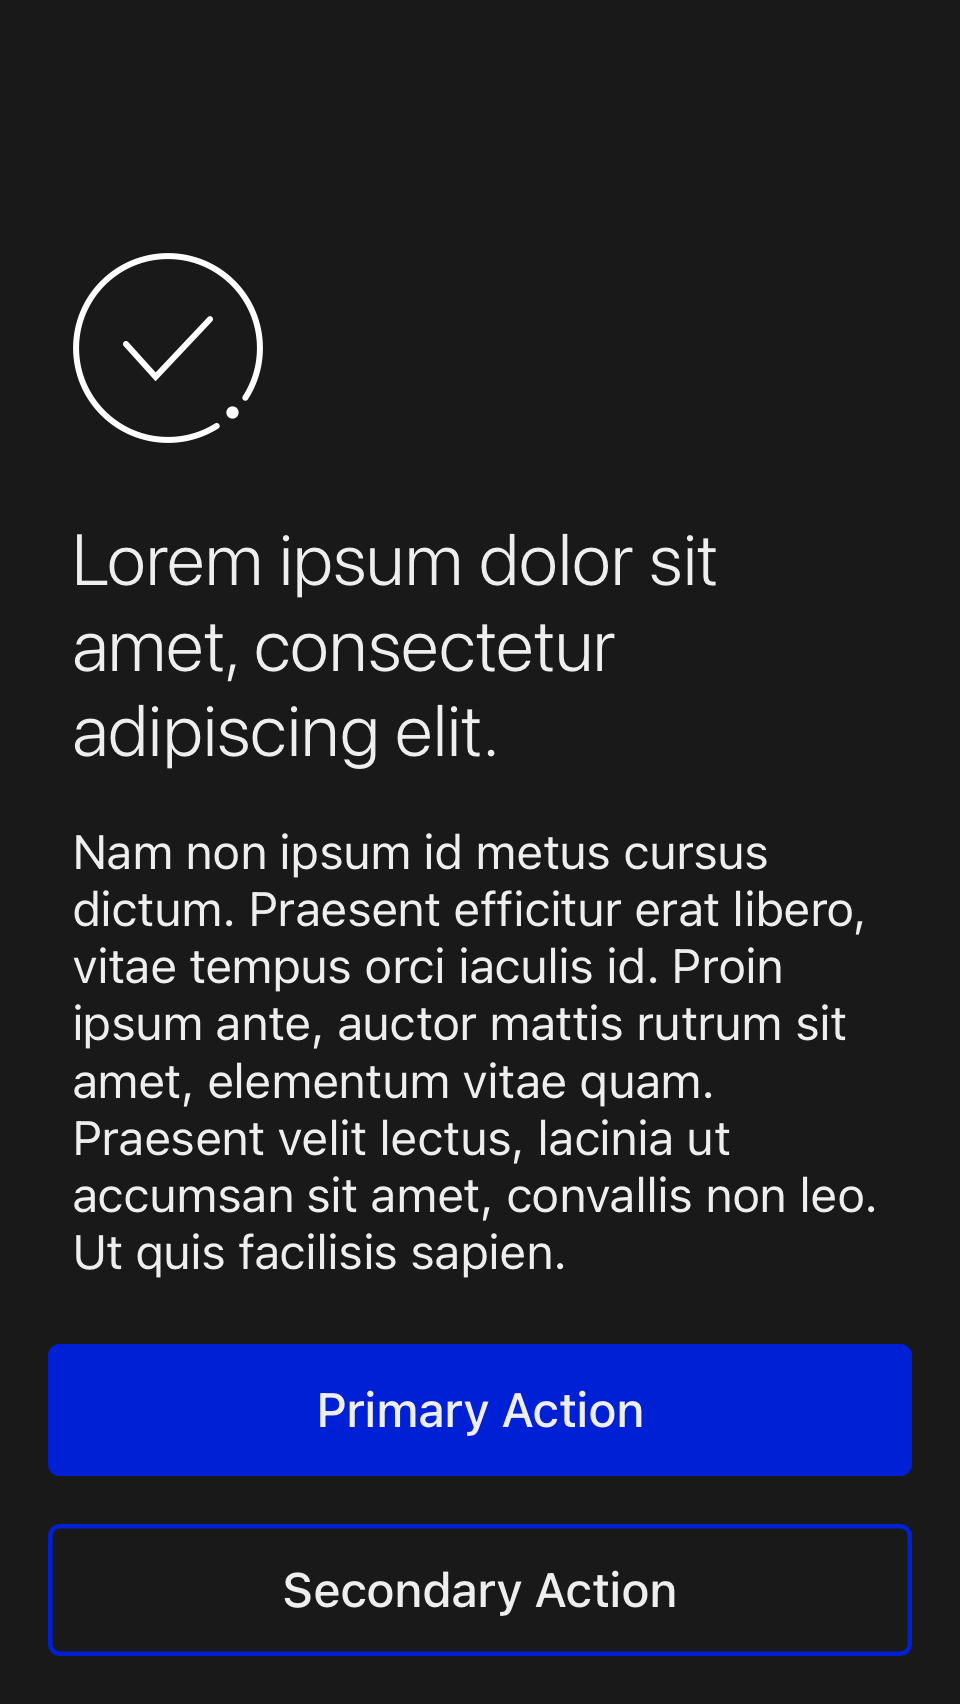 Lorem ipsum dolor sit
amet, consectetur
adipiscing elit.
Nam non ipsum id metus cursus
dictum. Praesent efficitur erat libero,
vitae tempus orci iaculis id. Proin
ipsum ante, auctor mattis rutrum sit
amet, elementum vitae quam.
Praesent velit lectus, lacinia ut
accumsan sit amet, convallis non leo.
Ut quis facilisis sapien.
Primary Action
Secondary Action